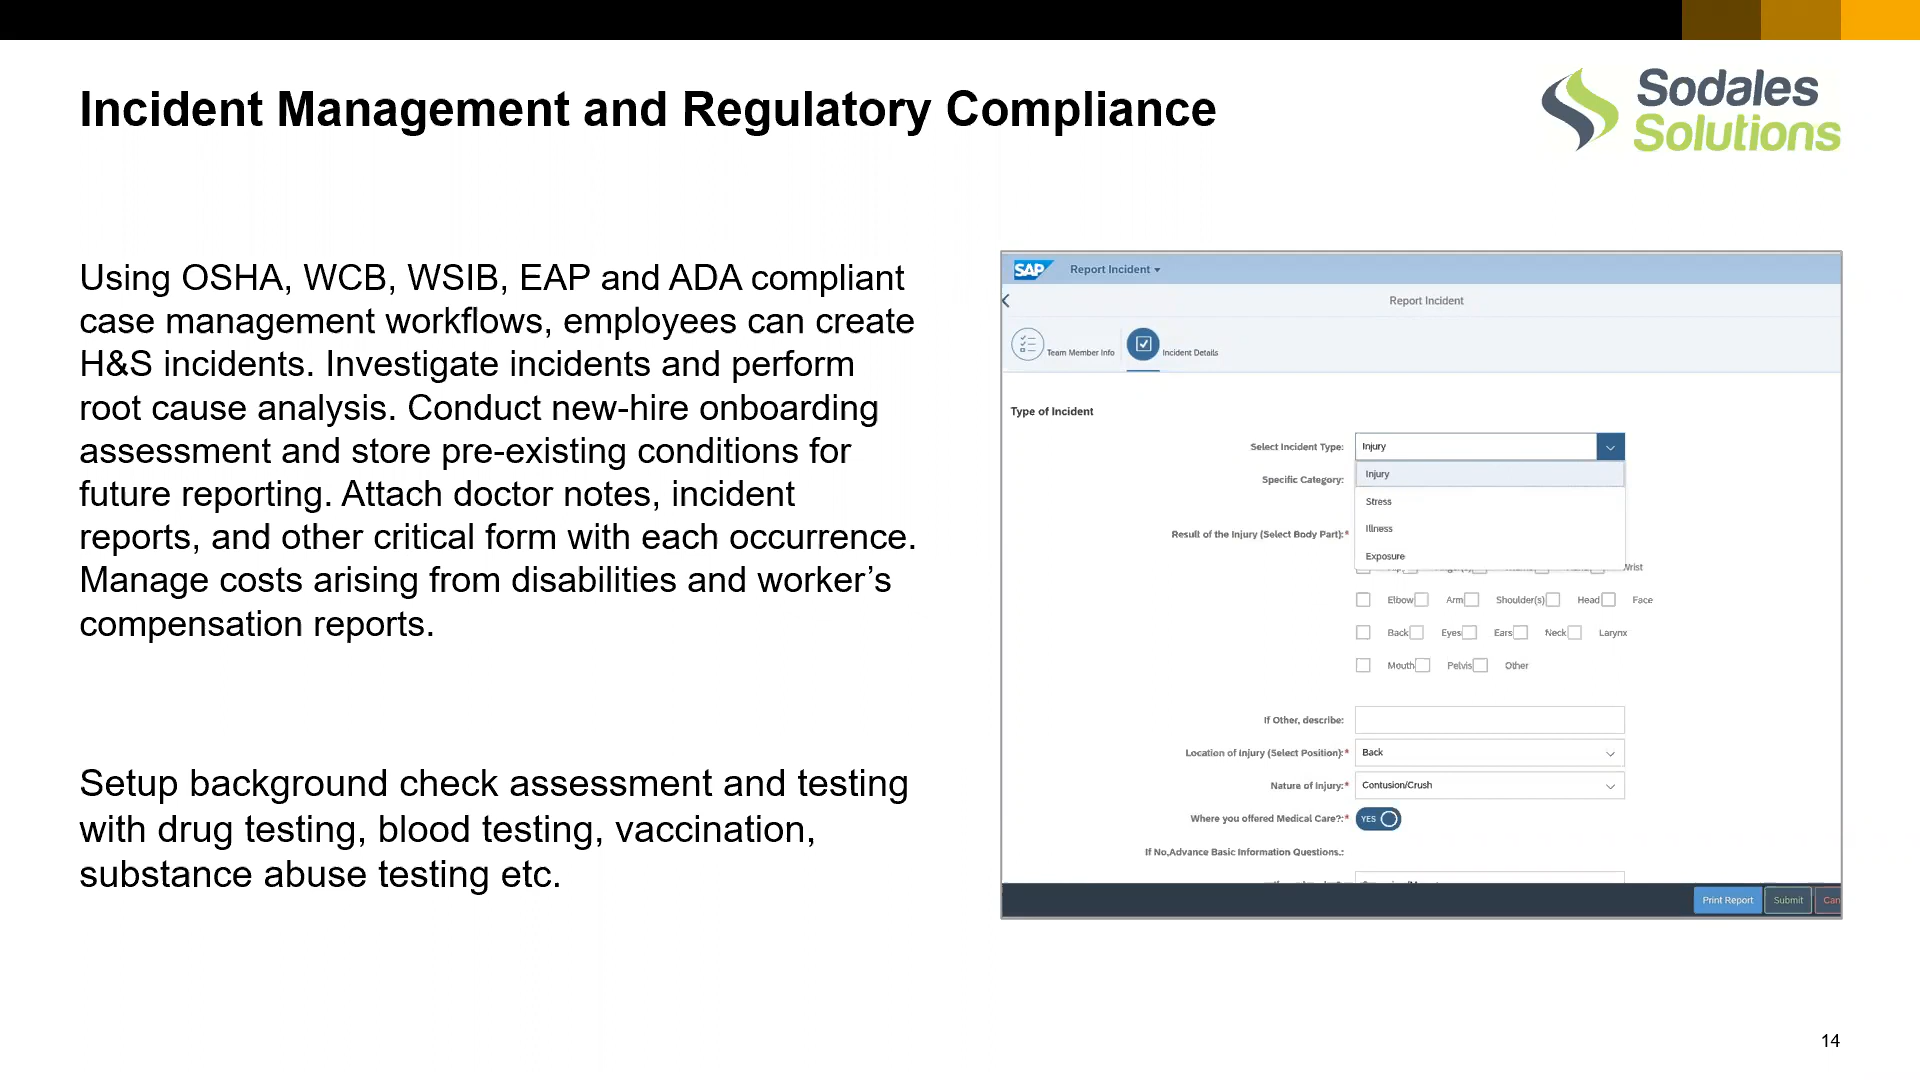 Incident Management and Regulatory Compliance
Sodales
Solutions
Using OSHA, WCB, WSIB, EAP and ADA compliant
case management workflows, employees can create
H&S incidents. Investigate incidents and perform
root cause analysis. Conduct new-hire onboarding
assessment and store pre-existing conditions for
future reporting. Attach doctor notes, incident
reports, and other critical form with each occurrence.
Manage costs arising from disabilities and worker’s
compensation reports.
Setup background check assessment and testing
with drug testing, blood testing, vaccination,
substance abuse testing etc.
SAP Report Incident
Report Incident
Team Member Info Incident Details
Type of Incident
Select Incident Type: Injury
Injury
Specific Category:
Stress
Illness
Result of the Injury (Select Body Part):*
Exposure
Wrist
Elbow Arm Shoulder(s) Head Face
Back Eyes Ears Neck Larynx
Mouth Pelvis Other
If Other, describe:
Location of Injury (Select Position):* Back
Nature of Injury:* Contusion/Crush
Where you offered Medical Care?:* YES
If No,Advance Basic Information Questions.:
Print Report Submit Can
14